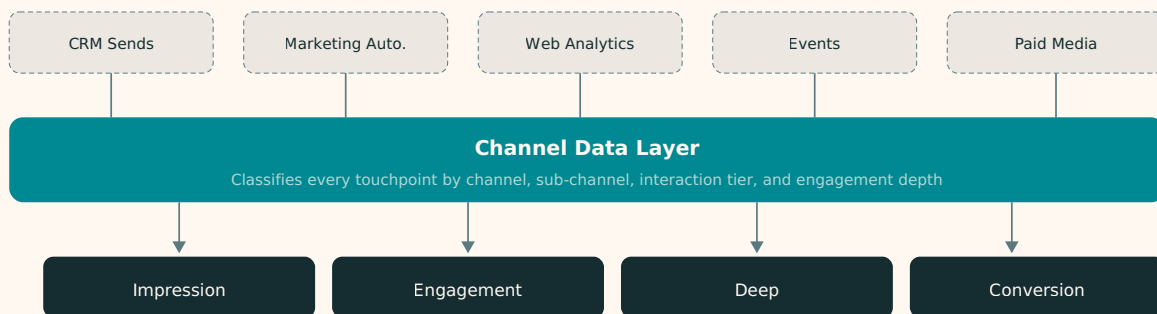 CRM Sends
Marketing Auto.
Web Analytics
Events
Paid Media
Channel Data Layer
Classifies every touchpoint by channel, sub-channel, interaction tier, and engagement depth
Impression
Engagement
Deep
Conversion